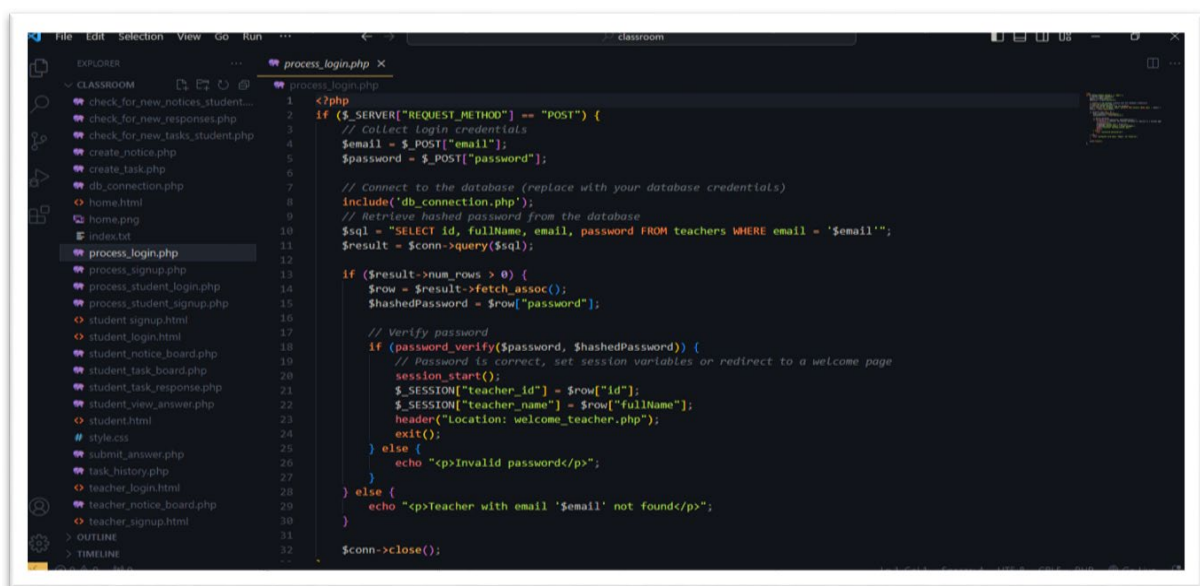 File Edit Selection View Go Run ... classroom
EXPLORER
CLASSROOM
check_for_new_notices_student...
check_for_new_responses.php
check_for_new_tasks_student.php
create_notice.php
create_task.php
db_connection.php
home.html
home.png
index.txt
process_login.php
process_signup.php
process_student_login.php
process_student_signup.php
student signup.html
student_login.html
student_notice_board.php
student_task_board.php
student_task_response.php
student_view_answer.php
student.html
style.css
submit_answer.php
task_history.php
teacher_login.html
teacher_notice_board.php
teacher_signup.html
OUTLINE
TIMELINE
process_login.php
process_login.php
1 <?php
2 if ($_SERVER["REQUEST_METHOD"] == "POST") {
3 // Collect login credentials
4 $email = $_POST["email"];
5 $password = $_POST["password"];
6
7 // Connect to the database (replace with your database credentials)
8 include('db_connection.php');
9 // Retrieve hashed password from the database
10 $sql = "SELECT id, fullName, email, password FROM teachers WHERE email = '$email'";
11 $result = $conn->query($sql);
12
13 if ($result->num_rows > 0) {
14 $row = $result->fetch_assoc();
15 $hashedPassword = $row["password"];
16
17 // Verify password
18 if (password_verify($password, $hashedPassword)) {
19 // Password is correct, set session variables or redirect to a welcome page
20 session_start();
21 $_SESSION["teacher_id"] = $row["id"];
22 $_SESSION["teacher_name"] = $row["fullName"];
23 header("Location: welcome_teacher.php");
24 exit();
25 } else {
26 echo "<p>Invalid password</p>";
27 }
28 } else {
29 echo "<p>Teacher with email '$email' not found</p>";
30 }
31
32 $conn->close();